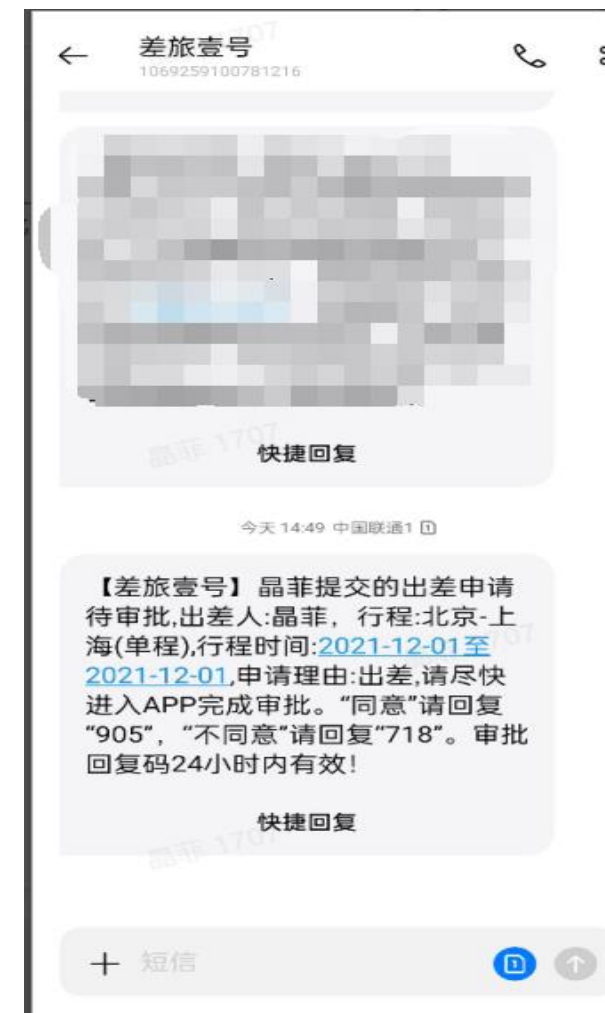 差旅壹号
1069259100781216
快捷回复
今天 14:49 中国联通1
【差旅壹号】晶菲提交的出差申请
待审批,出差人:晶菲，行程:北京-上
海(单程),行程时间:2021-12-01至
2021-12-01,申请理由:出差,请尽快
进入APP完成审批。“同意”请回复
“905”，“不同意”请回复“718”。审批
回复码24小时内有效！
快捷回复
短信
晶菲 1707